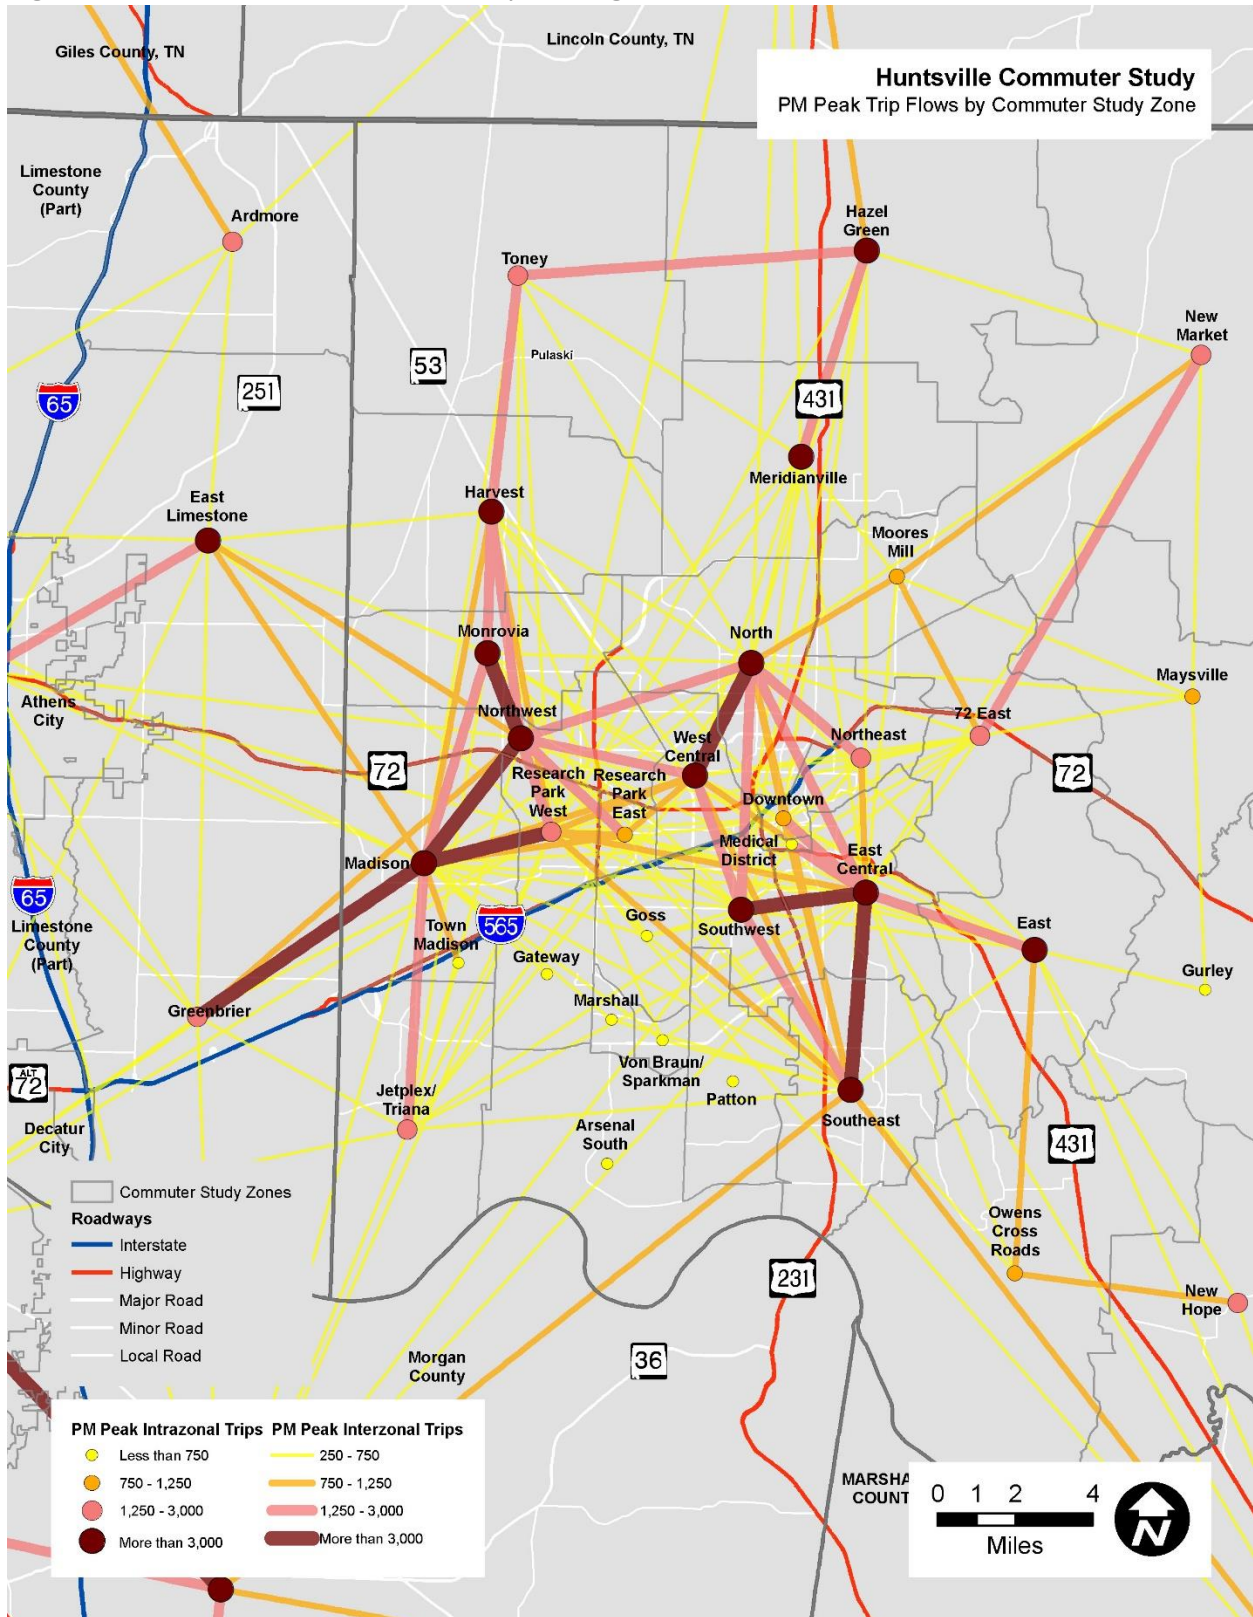 Giles County, TN
Lincoln County, TN
Huntsville Commuter Study
PM Peak Trip Flows by Commuter Study Zone
Limestone
County
(Part)
Ardmore
Hazel
Green
Toney
New
Market
Pulaski
53
251
65
431
Meridianville
Harvest
East
Limestone
Moores
Mill
Monrovia
North
Maysville
Athens
City
Northwest
72 East
Northeast
West
Central
72
72
Research
Park
West
Research
Park
East
Downtown
Medical
District
East
Central
Madison
65
Limestone
County
(Part)
Town
Madison
565
Goss
Southwest
East
Gateway
Gurley
Greenbrier
Marshall
Von Braun/
Sparkman
ALT
72
Jetplex/
Triana
Patton
Southeast
Decatur
City
Arsenal
South
431
Commuter Study Zones
Roadways
Interstate
Highway
Major Road
Minor Road
Local Road
Owens
Cross
Roads
231
New
Hope
36
Morgan
County
PM Peak Intrazonal Trips
Less than 750
750 - 1,250
1,250 - 3,000
More than 3,000
PM Peak Interzonal Trips
250 - 750
750 - 1,250
1,250 - 3,000
More than 3,000
MARSHA
COUNT
0 1 2 4
Miles
N